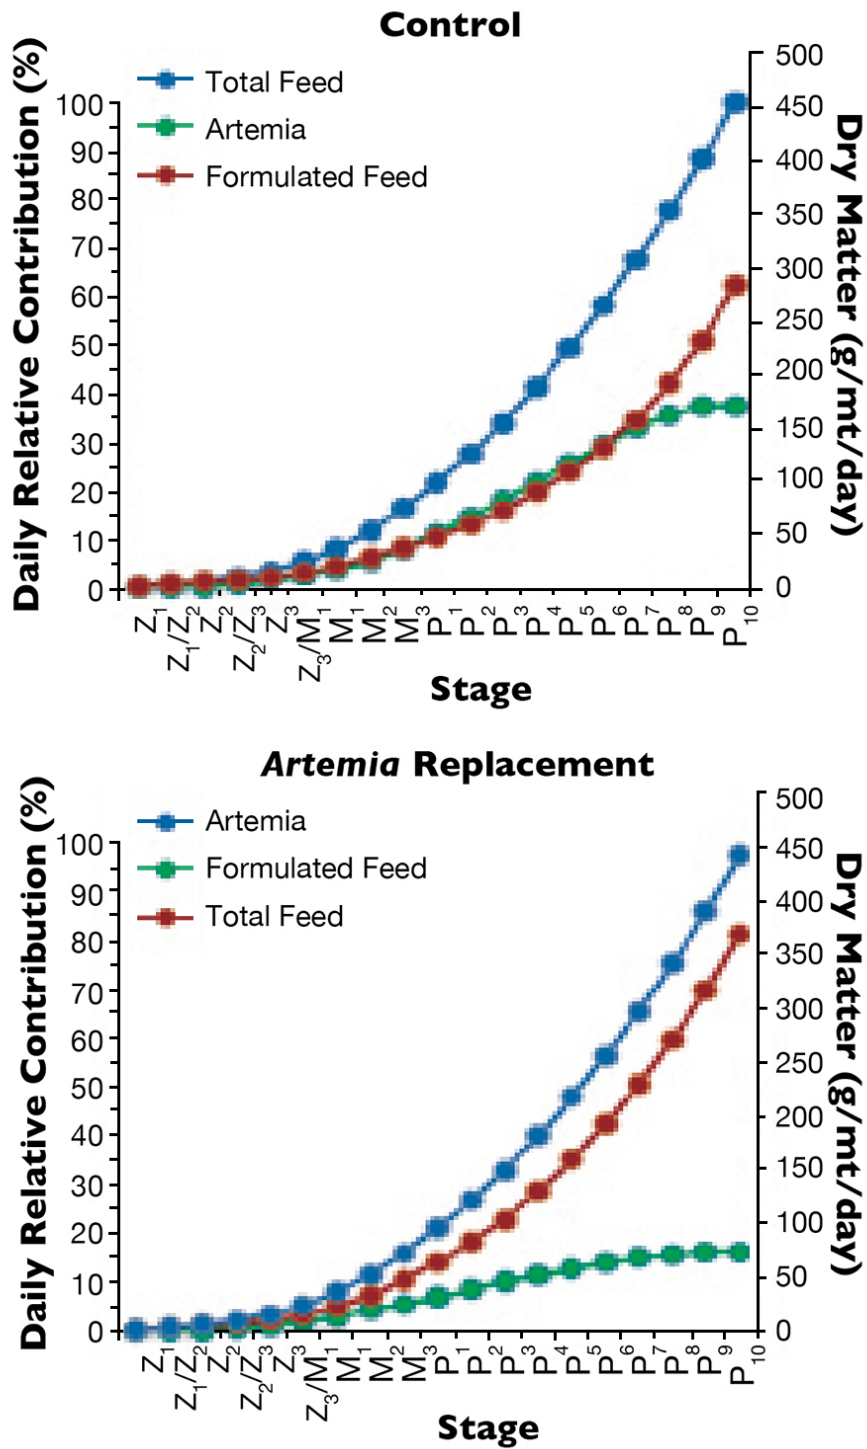 Control
Daily Relative Contribution (%)
Dry Matter (g/mt/day)
Total Feed
Artemia
Formulated Feed
100
90
80
70
60
50
40
30
20
10
0
500
450
400
350
300
250
200
150
100
50
0
Z1
Z1/Z2
Z2
Z2/Z3
Z3
Z3/M1
M1
M2
M3
P1
P2
P3
P4
P5
P6
P7
P8
P9
P10
Stage
Artemia Replacement
Daily Relative Contribution (%)
Dry Matter (g/mt/day)
Artemia
Formulated Feed
Total Feed
100
90
80
70
60
50
40
30
20
10
0
500
450
400
350
300
250
200
150
100
50
0
Z1
Z1/Z2
Z2
Z2/Z3
Z3
Z3/M1
M1
M2
M3
P1
P2
P3
P4
P5
P6
P7
P8
P9
P10
Stage